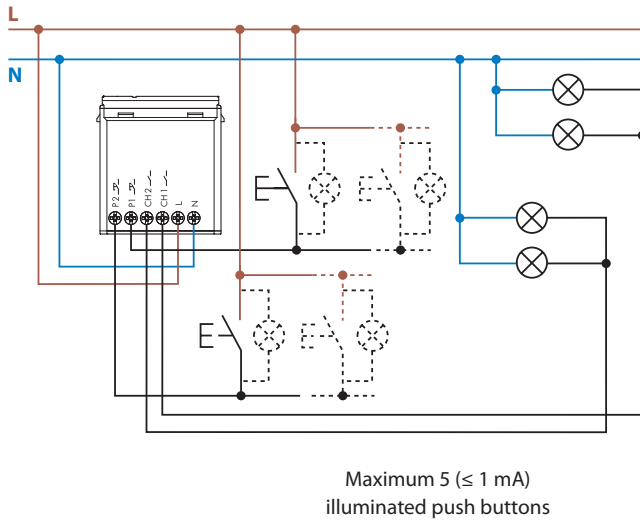 L
N
P2
P1
CH2
CH1
L
N
Maximum 5 (≤ 1 mA)
illuminated push buttons